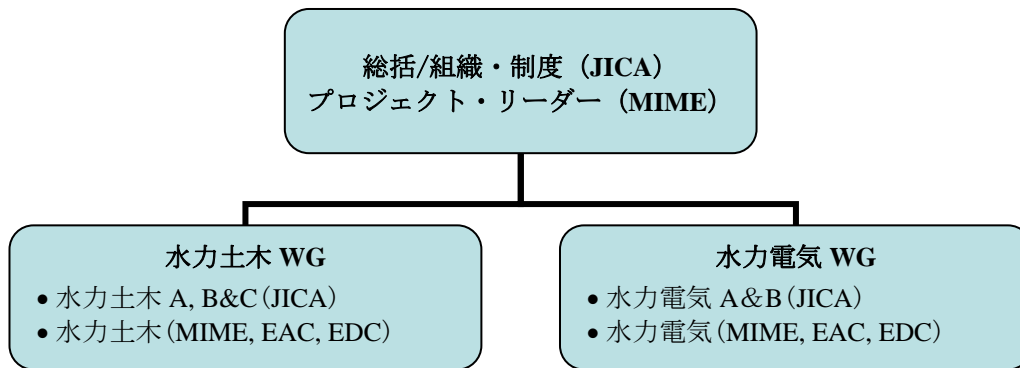 総括/組織・制度（JICA）
プロジェクト・リーダー（MIME）
水力土木 WG
• 水力土木 A, B&C（JICA）
• 水力土木（MIME, EAC, EDC）
水力電気 WG
• 水力電気 A＆B（JICA）
• 水力電気（MIME, EAC, EDC）